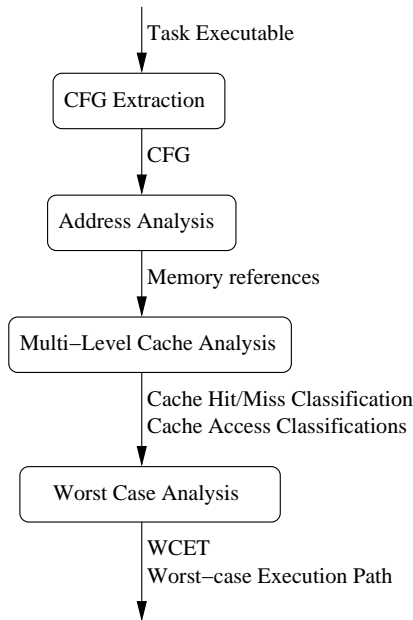 Task Executable
CFG Extraction
CFG
Address Analysis
Memory references
Multi−Level Cache Analysis
Cache Hit/Miss Classification
Cache Access Classifications
Worst Case Analysis
WCET
Worst−case Execution Path